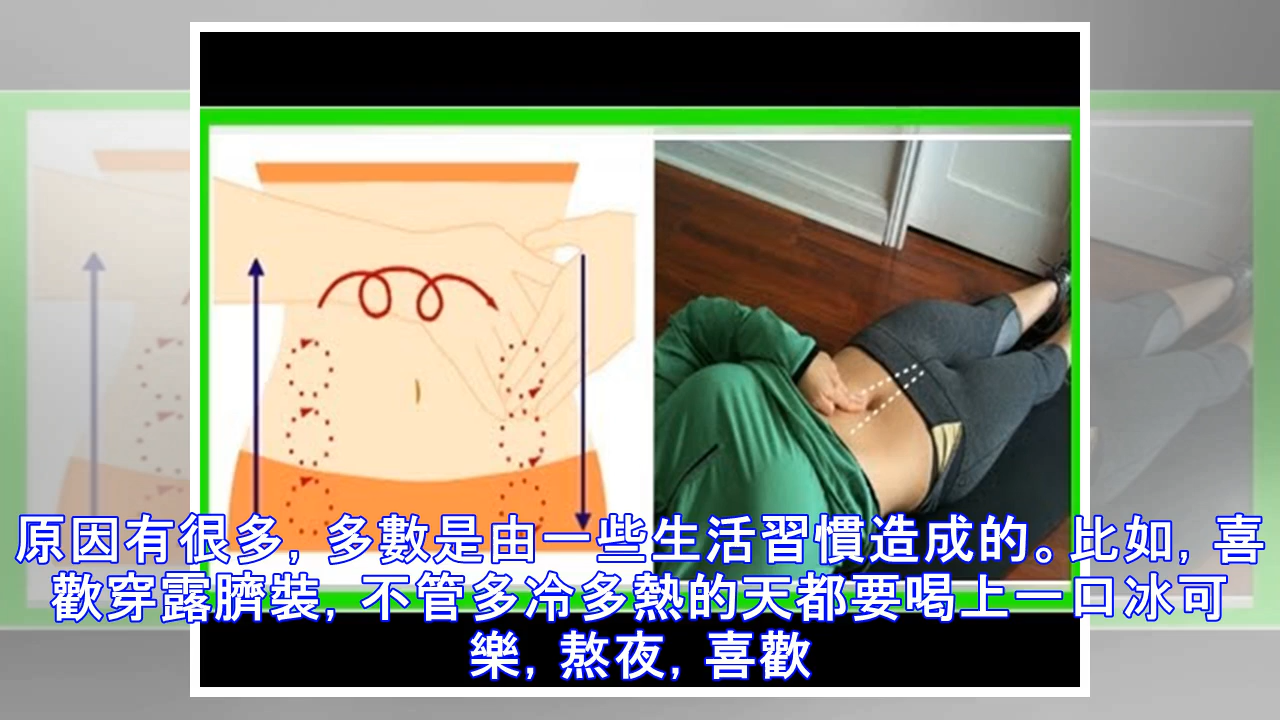 原因有很多, 多數是由一些生活習慣造成的。比如, 喜
歡穿露臍裝, 不管多冷多熱的天都要喝上一口冰可
樂, 熬夜, 喜歡